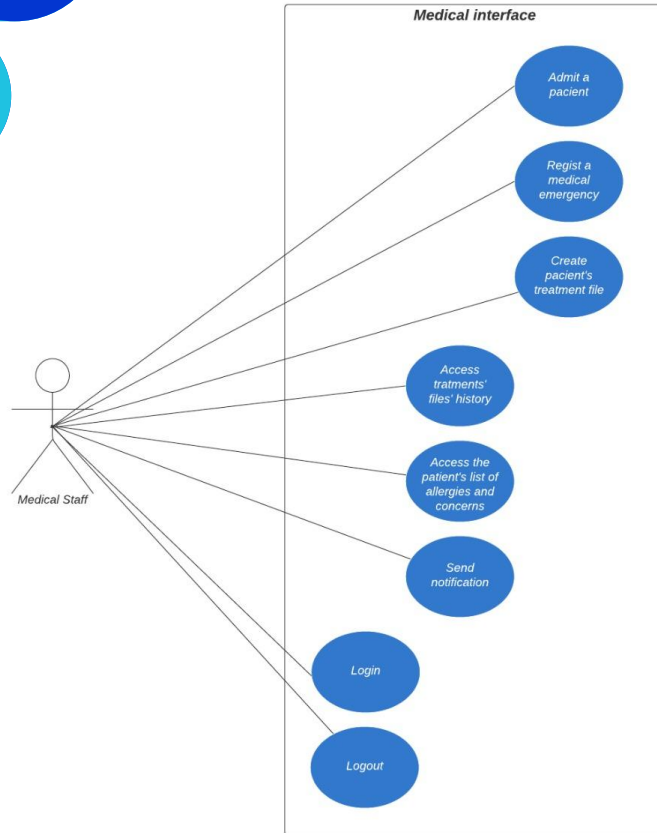 Medical interface
Admit a
pacient
Regist a
medical
emergency
Create
pacient's
treatment file
Access
tratments'
files' history
Access the
patient's list of
allergies and
concerns
Medical Staff
Send
notification
Login
Logout